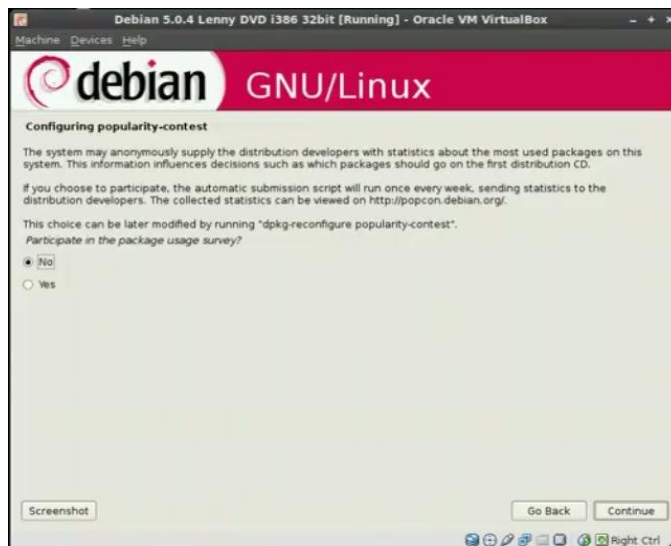 Debian 5.0.4 Lenny DVD i386 32bit [Running] - Oracle VM VirtualBox
Machine Devices Help
debian GNU/Linux
Configuring popularity-contest
The system may anonymously supply the distribution developers with statistics about the most used packages on this
system. This information influences decisions such as which packages should go on the first distribution CD.
If you choose to participate, the automatic submission script will run once every week, sending statistics to the
distribution developers. The collected statistics can be viewed on http://popcon.debian.org/.
This choice can be later modified by running "dpkg-reconfigure popularity-contest".
Participate in the package usage survey?
No
Yes
Screenshot Go Back Continue
Right Ctrl